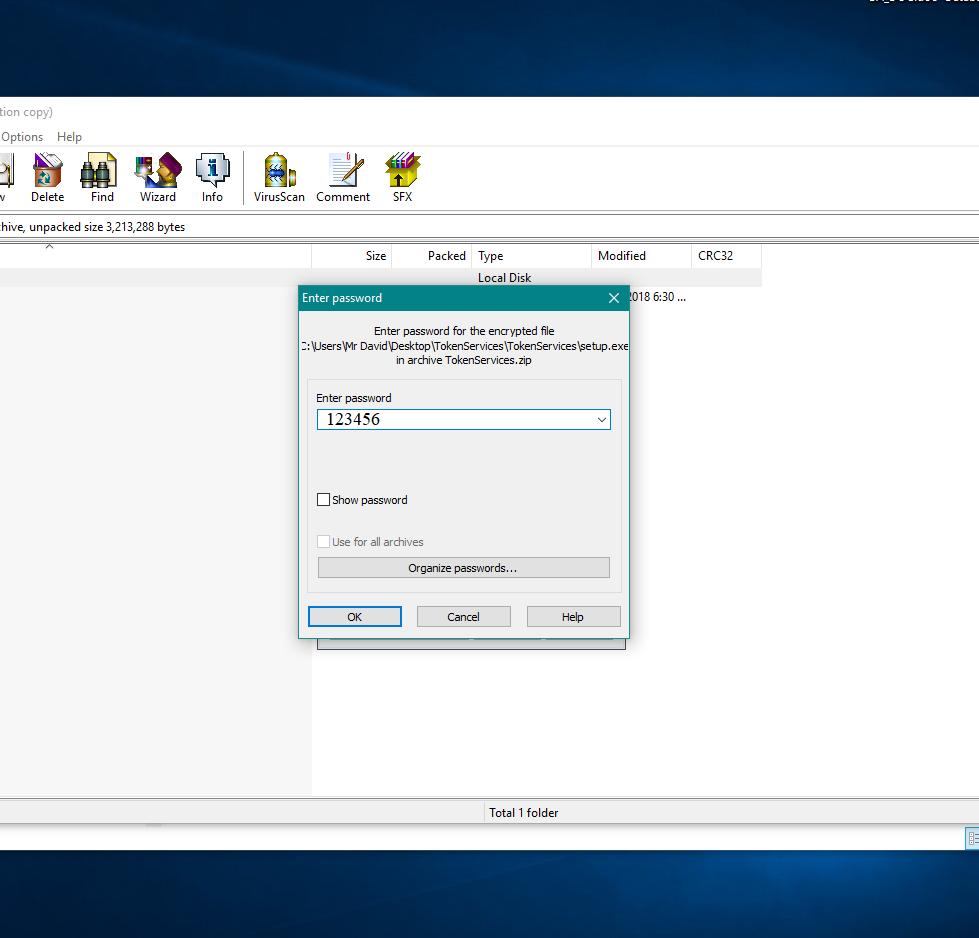 tion copy)
Options Help
w Delete Find Wizard Info VirusScan Comment SFX
hive, unpacked size 3,213,288 bytes
Size Packed Type Modified CRC32
Local Disk
2018 6:30 ...
Enter password
Enter password for the encrypted file
C:\Users\Mr David\Desktop\TokenServices\TokenServices\setup.exe
in archive TokenServices.zip
Enter password
123456
Show password
Use for all archives
Organize passwords...
OK Cancel Help
Total 1 folder